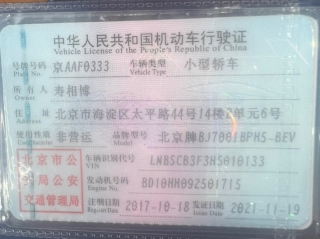 中华人民共和国机动车行驶证
Vehicle License of the People's Republic of China
号牌号码 京AAF0333 车辆类型 小型轿车
Plate No. Vehicle Type
所有人 寿相博
Owner
住址 北京市海淀区太平路44号14楼2单元6号
Address
使用性质 非营运 品牌型号 北京牌BJ7001BPH5-BEV
Use Character Model
北京市公安局公安交通管理局
车辆识别代号 LNBSCB3F3HS010133
VIN
发动机号码 BD10HH092S01715
Engine No.
注册日期 2017-10-18 发证日期 2021-11-19
Register Date Issue Date